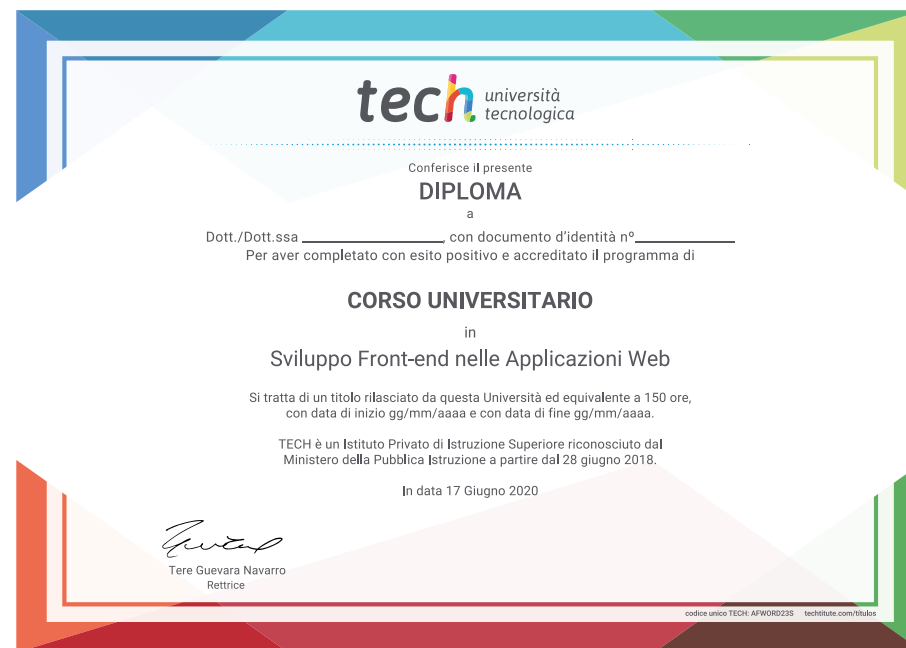 tech università
tecnologica
Conferisce il presente
DIPLOMA
a
Dott./Dott.ssa ____________________, con documento d'identità nº______________
Per aver completato con esito positivo e accreditato il programma di
CORSO UNIVERSITARIO
in
Sviluppo Front-end nelle Applicazioni Web
Si tratta di un titolo rilasciato da questa Università ed equivalente a 150 ore,
con data di inizio gg/mm/aaaa e con data di fine gg/mm/aaaa.
TECH è un Istituto Privato di Istruzione Superiore riconosciuto dal
Ministero della Pubblica Istruzione a partire dal 28 giugno 2018.
In data 17 Giugno 2020
Tere Guevara Navarro
Rettrice
codice unico TECH: AFWORD23S techtitute.com/títulos